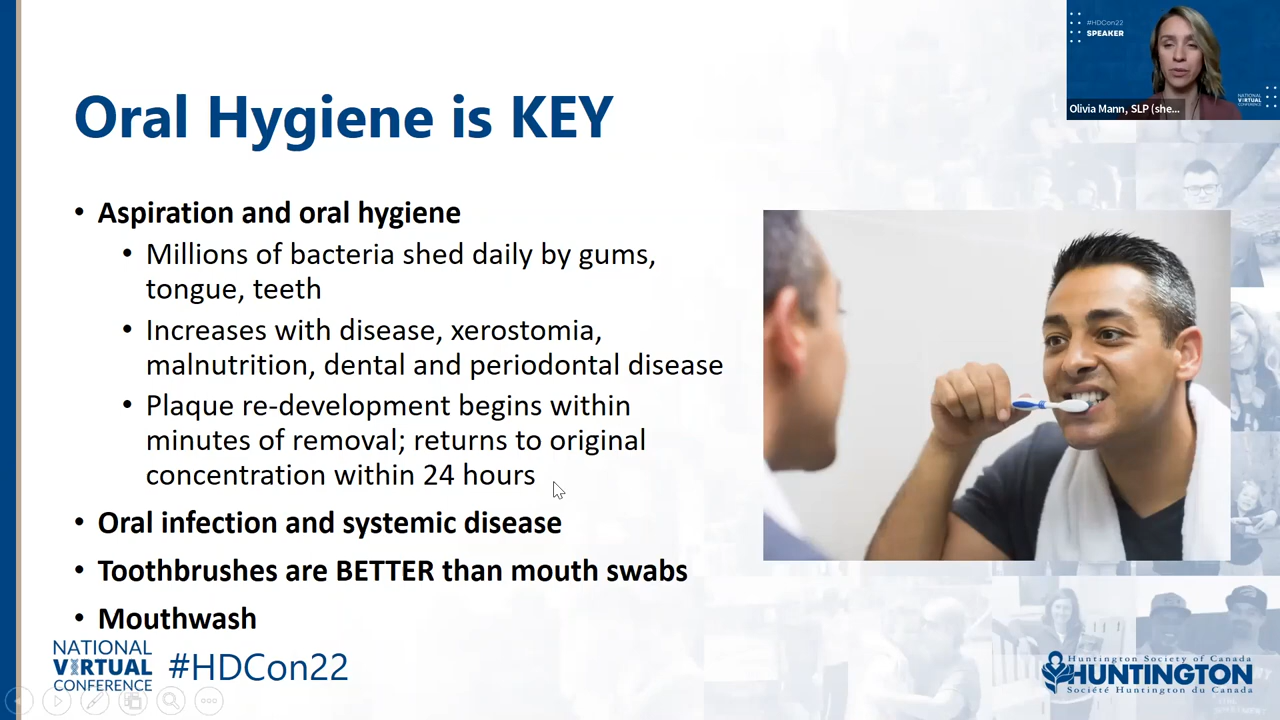 #HDCon22
SPEAKER
NATIONAL
VIRTUAL
CONFERENCE
Olivia Mann, SLP (she...
Oral Hygiene is KEY
• Aspiration and oral hygiene
• Millions of bacteria shed daily by gums,
tongue, teeth
• Increases with disease, xerostomia,
malnutrition, dental and periodontal disease
• Plaque re-development begins within
minutes of removal; returns to original
concentration within 24 hours
• Oral infection and systemic disease
• Toothbrushes are BETTER than mouth swabs
• Mouthwash
NATIONAL
VIRTUAL
CONFERENCE
#HDCon22
Huntington Society of Canada
HUNTINGTON
Société Huntington du Canada